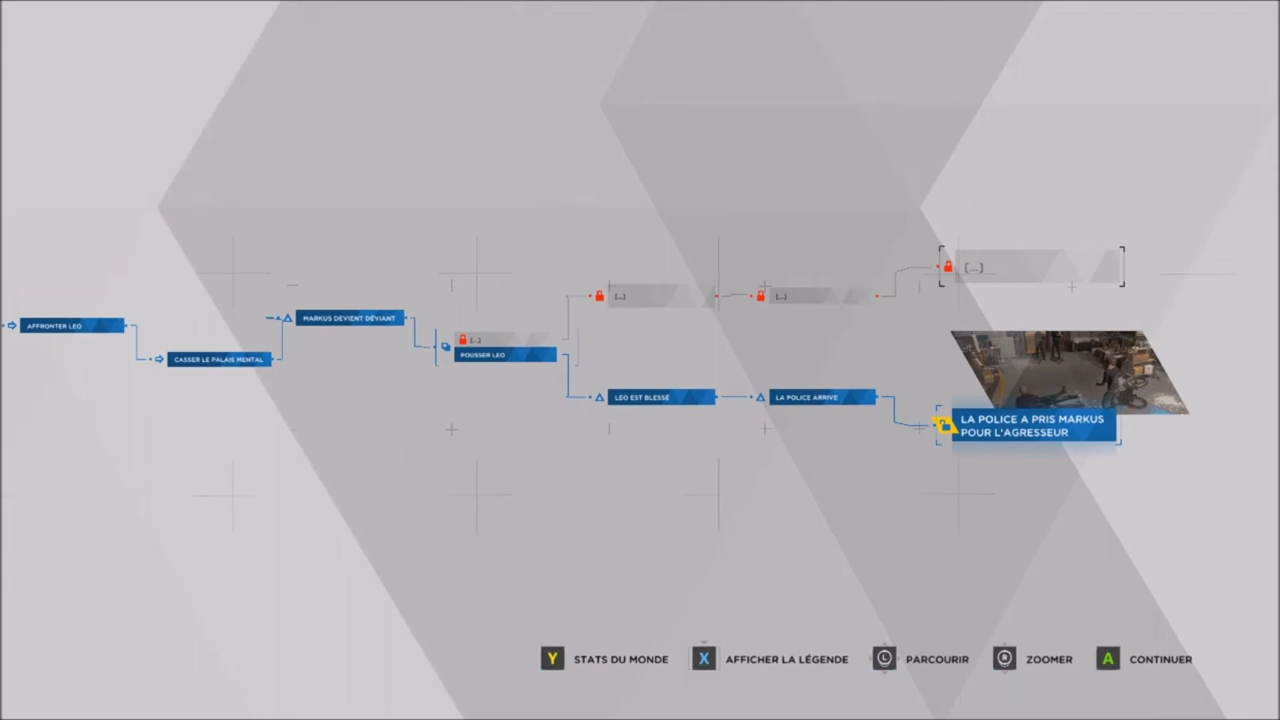 [...]
[...]
[...]
MARKUS DEVIENT DÉVIANT
AFFRONTER LEO
[...]
POUSSER LEO
CASSER LE PALAIS MENTAL
LEO EST BLESSÉ
LA POLICE ARRIVE
LA POLICE A PRIS MARKUS
POUR L'AGRESSEUR
Y STATS DU MONDE X AFFICHER LA LÉGENDE L PARCOURIR R ZOOMER A CONTINUER